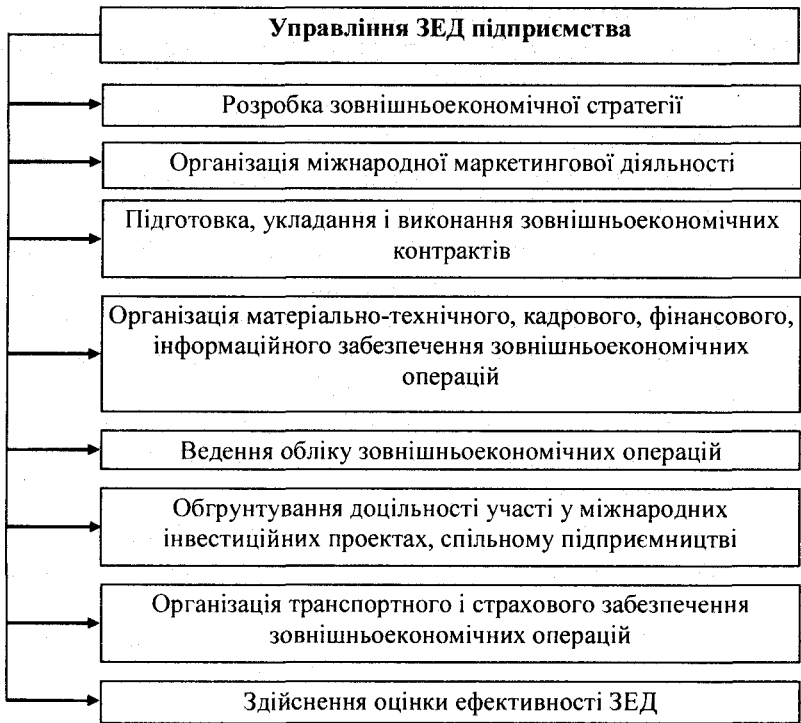 Управління ЗЕД підприємства
Розробка зовнішньоекономічної стратегії
Організація міжнародної маркетингової діяльності
Підготовка, укладання і виконання зовнішньоекономічних
контрактів
Організація матеріально-технічного, кадрового, фінансового,
інформаційного забезпечення зовнішньоекономічних
операцій
Ведення обліку зовнішньоекономічних операцій
Обгрунтування доцільності участі у міжнародних
інвестиційних проектах, спільному підприємництві
Організація транспортного і страхового забезпечення
зовнішньоекономічних операцій
Здійснення оцінки ефективності ЗЕД